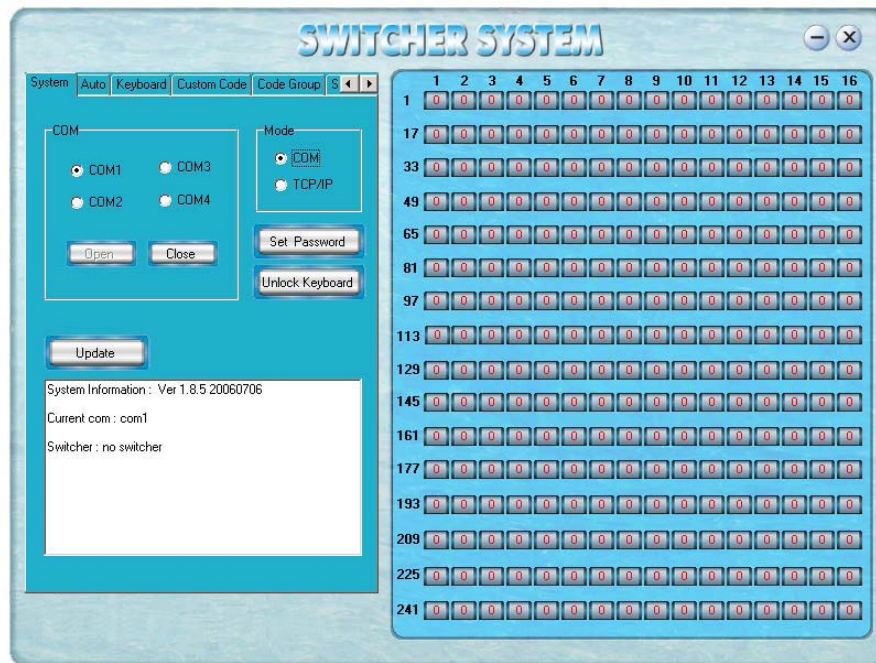 SWITCHER SYSTEM
System Auto Keyboard Custom Code Code Group S
COM
COM1 COM3
COM2 COM4
Open Close
Mode
COM
TCP/IP
Set Password
Unlock Keyboard
Update
System Information : Ver 1.8.5 20060706
Current com : com1
Switcher : no switcher
1 2 3 4 5 6 7 8 9 10 11 12 13 14 15 16
1 0 0 0 0 0 0 0 0 0 0 0 0 0 0 0 0
17 0 0 0 0 0 0 0 0 0 0 0 0 0 0 0 0
33 0 0 0 0 0 0 0 0 0 0 0 0 0 0 0 0
49 0 0 0 0 0 0 0 0 0 0 0 0 0 0 0 0
65 0 0 0 0 0 0 0 0 0 0 0 0 0 0 0 0
81 0 0 0 0 0 0 0 0 0 0 0 0 0 0 0 0
97 0 0 0 0 0 0 0 0 0 0 0 0 0 0 0 0
113 0 0 0 0 0 0 0 0 0 0 0 0 0 0 0 0
129 0 0 0 0 0 0 0 0 0 0 0 0 0 0 0 0
145 0 0 0 0 0 0 0 0 0 0 0 0 0 0 0 0
161 0 0 0 0 0 0 0 0 0 0 0 0 0 0 0 0
177 0 0 0 0 0 0 0 0 0 0 0 0 0 0 0 0
193 0 0 0 0 0 0 0 0 0 0 0 0 0 0 0 0
209 0 0 0 0 0 0 0 0 0 0 0 0 0 0 0 0
225 0 0 0 0 0 0 0 0 0 0 0 0 0 0 0 0
241 0 0 0 0 0 0 0 0 0 0 0 0 0 0 0 0